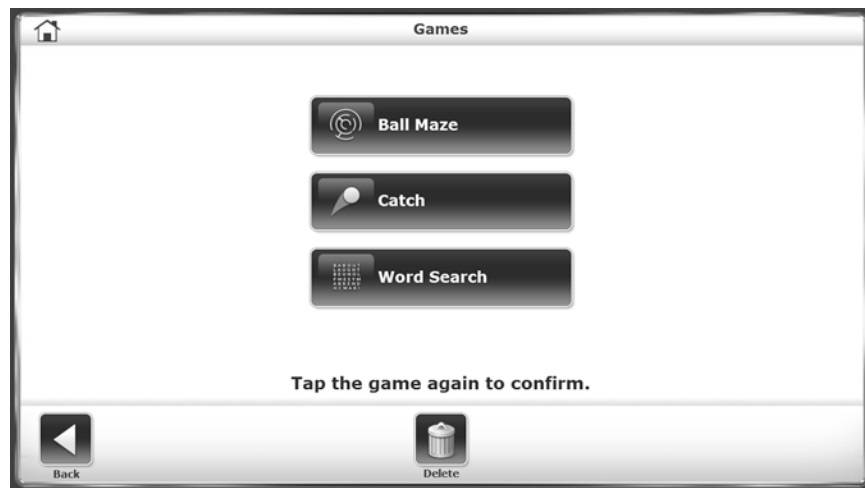 Games
Ball Maze
Catch
Word Search
Tap the game again to confirm.
Back
Delete